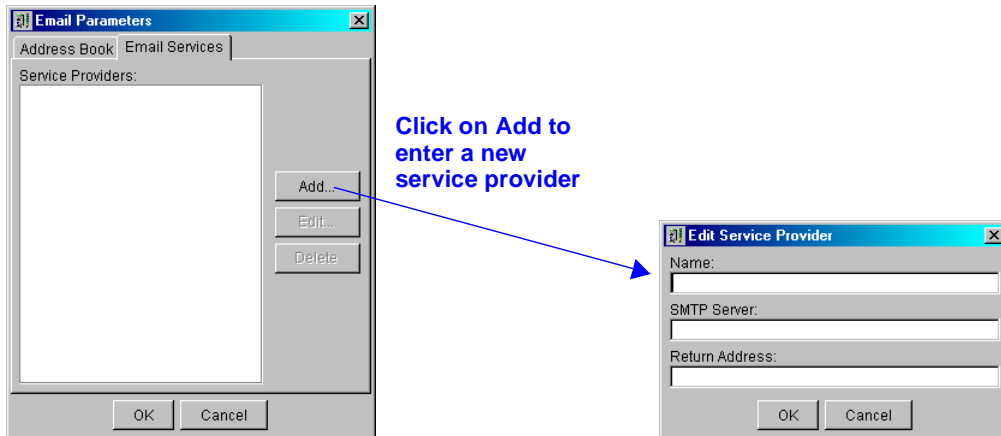 Email Parameters
Address Book Email Services
Service Providers:
Add...
Edit...
Delete
OK Cancel
Click on Add to
enter a new
service provider
Edit Service Provider
Name:
SMTP Server:
Return Address:
OK Cancel